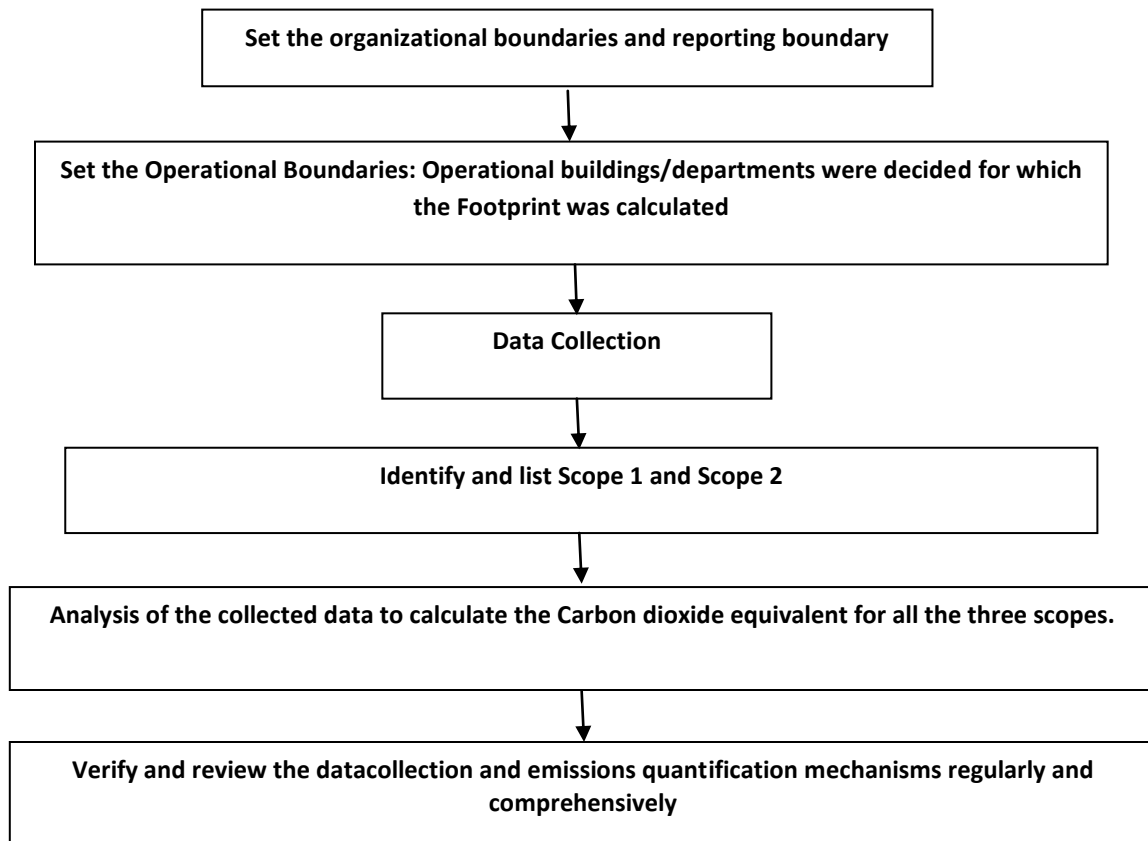 Set the organizational boundaries and reporting boundary
Set the Operational Boundaries: Operational buildings/departments were decided for which
the Footprint was calculated
Data Collection
Identify and list Scope 1 and Scope 2
Analysis of the collected data to calculate the Carbon dioxide equivalent for all the three scopes.
Verify and review the datacollection and emissions quantification mechanisms regularly and
comprehensively